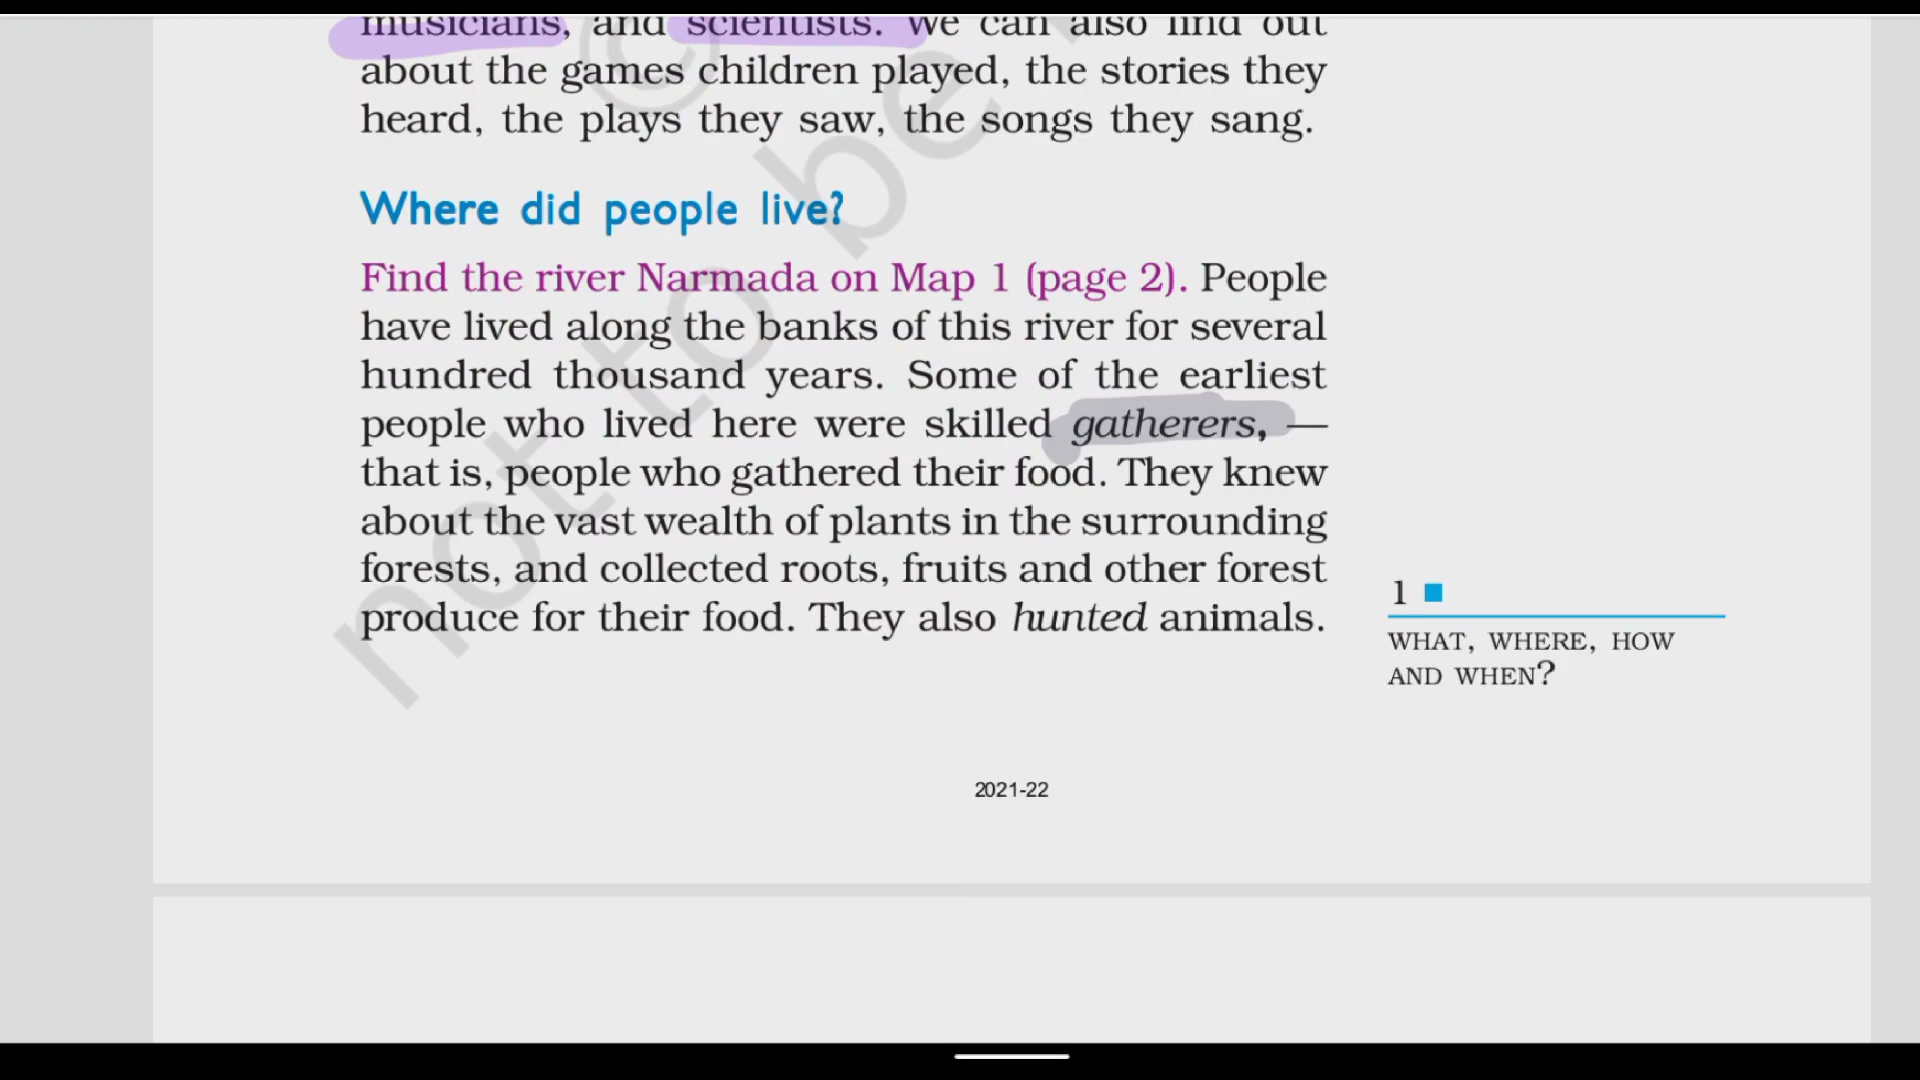 musicians, and scientists. We can also find out
about the games children played, the stories they
heard, the plays they saw, the songs they sang.
Where did people live?
Find the river Narmada on Map 1 (page 2). People
have lived along the banks of this river for several
hundred thousand years. Some of the earliest
people who lived here were skilled gatherers, —
that is, people who gathered their food. They knew
about the vast wealth of plants in the surrounding
forests, and collected roots, fruits and other forest
produce for their food. They also hunted animals.
1
WHAT, WHERE, HOW
AND WHEN?
2021-22
© 
not to be